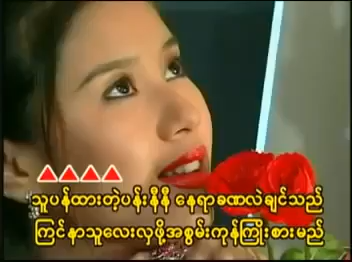 သူပန်ထားတဲ့ပန်းနီနီ နေရာခဏလဲချင်သည်
ကြင်နာသူလေးလှဖို့အစွမ်းကုန်ကြိုးစားမည်